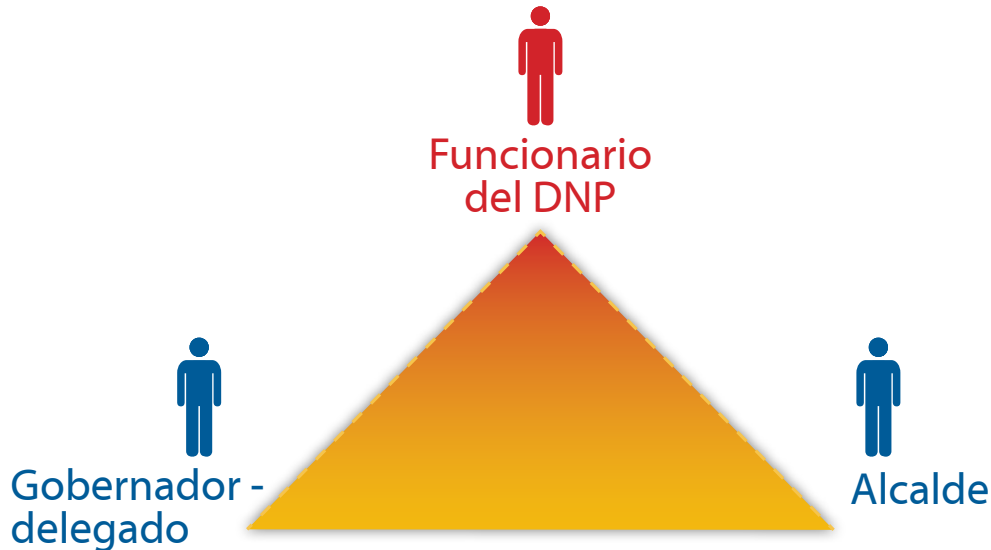 Funcionario
del DNP
Gobernador -
delegado
Alcalde